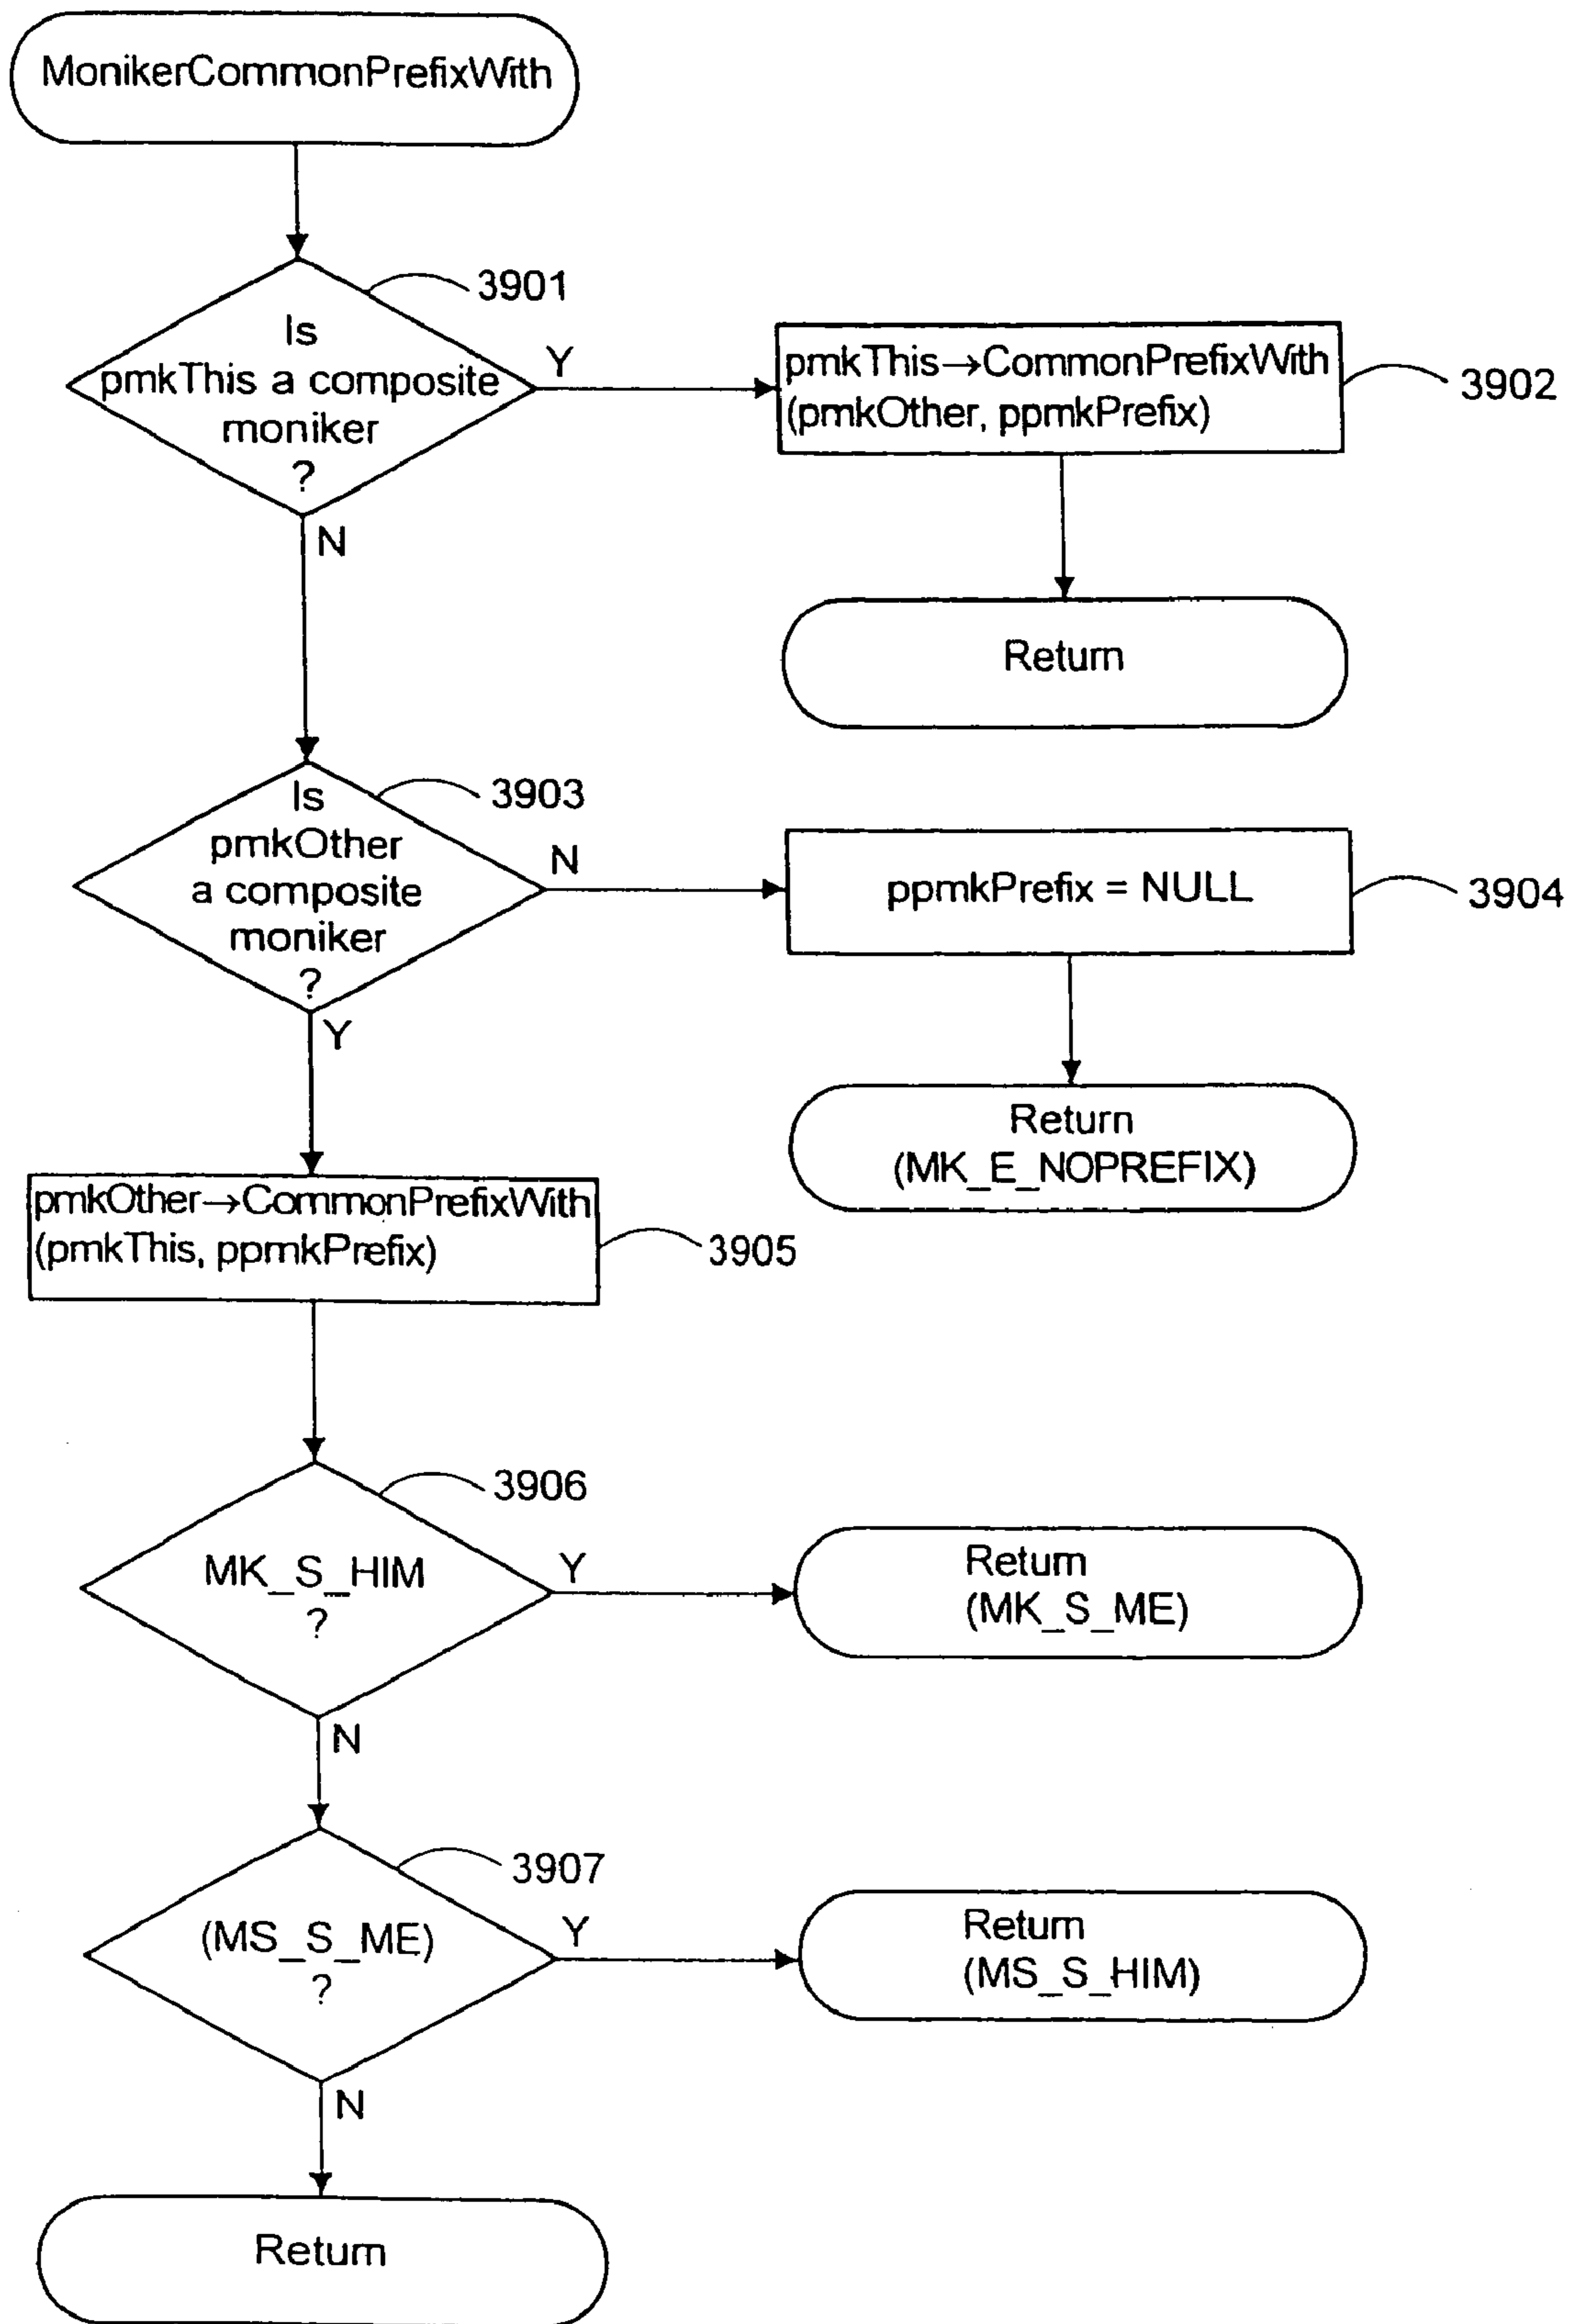 MonikerCommonPrefixWith
3901
Is
pmkThis a composite
moniker
?
Y
N
pmkThis→CommonPrefixWith
(pmkOther, ppmkPrefix)
3902
Return
3903
Is
pmkOther
a composite
moniker
?
N
Y
ppmkPrefix = NULL
3904
Return
(MK_E_NOPREFIX)
pmkOther→CommonPrefixWith
(pmkThis, ppmkPrefix)
3905
3906
MK_S_HIM
?
Y
N
Return
(MK_S_ME)
3907
(MS_S_ME)
?
Y
N
Return
(MS_S_HIM)
Return